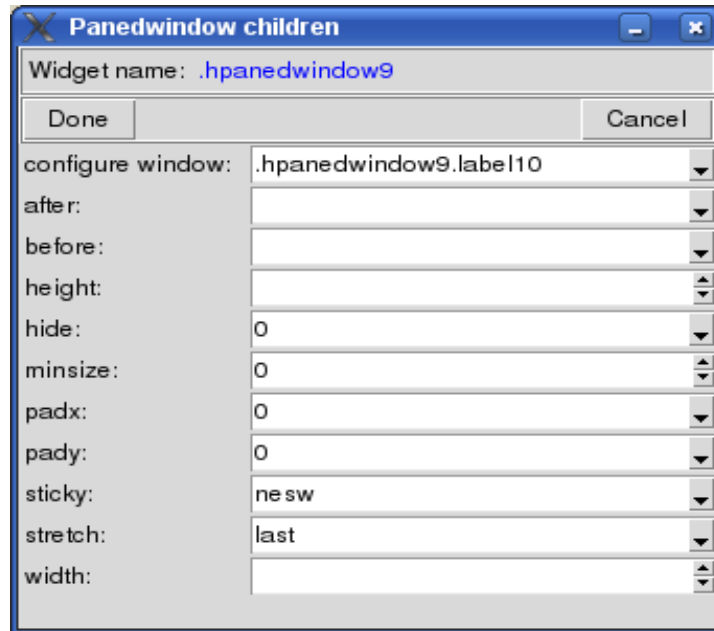 Panedwindow children
Widget name: .hpanedwindow9
Done Cancel
configure window: .hpanedwindow9.label10
after:
before:
height:
hide: 0
minsize: 0
padx: 0
pady: 0
sticky: nesw
stretch: last
width: